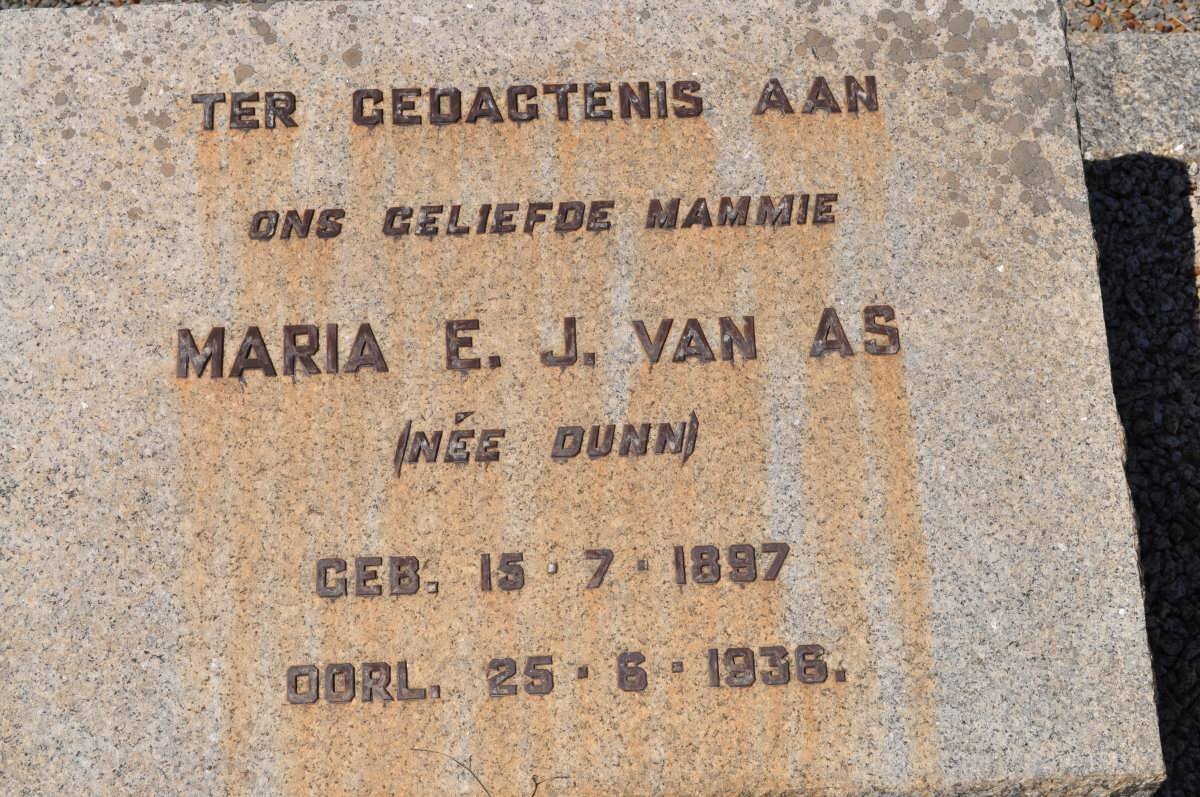 TER GEDAGTENIS AAN
ONS GELIEFDE MAMMIE
MARIA E. J. VAN AS
(NÉE DUNN)
GEB. 15 · 7 · 1897
OORL. 25 · 6 · 1936.